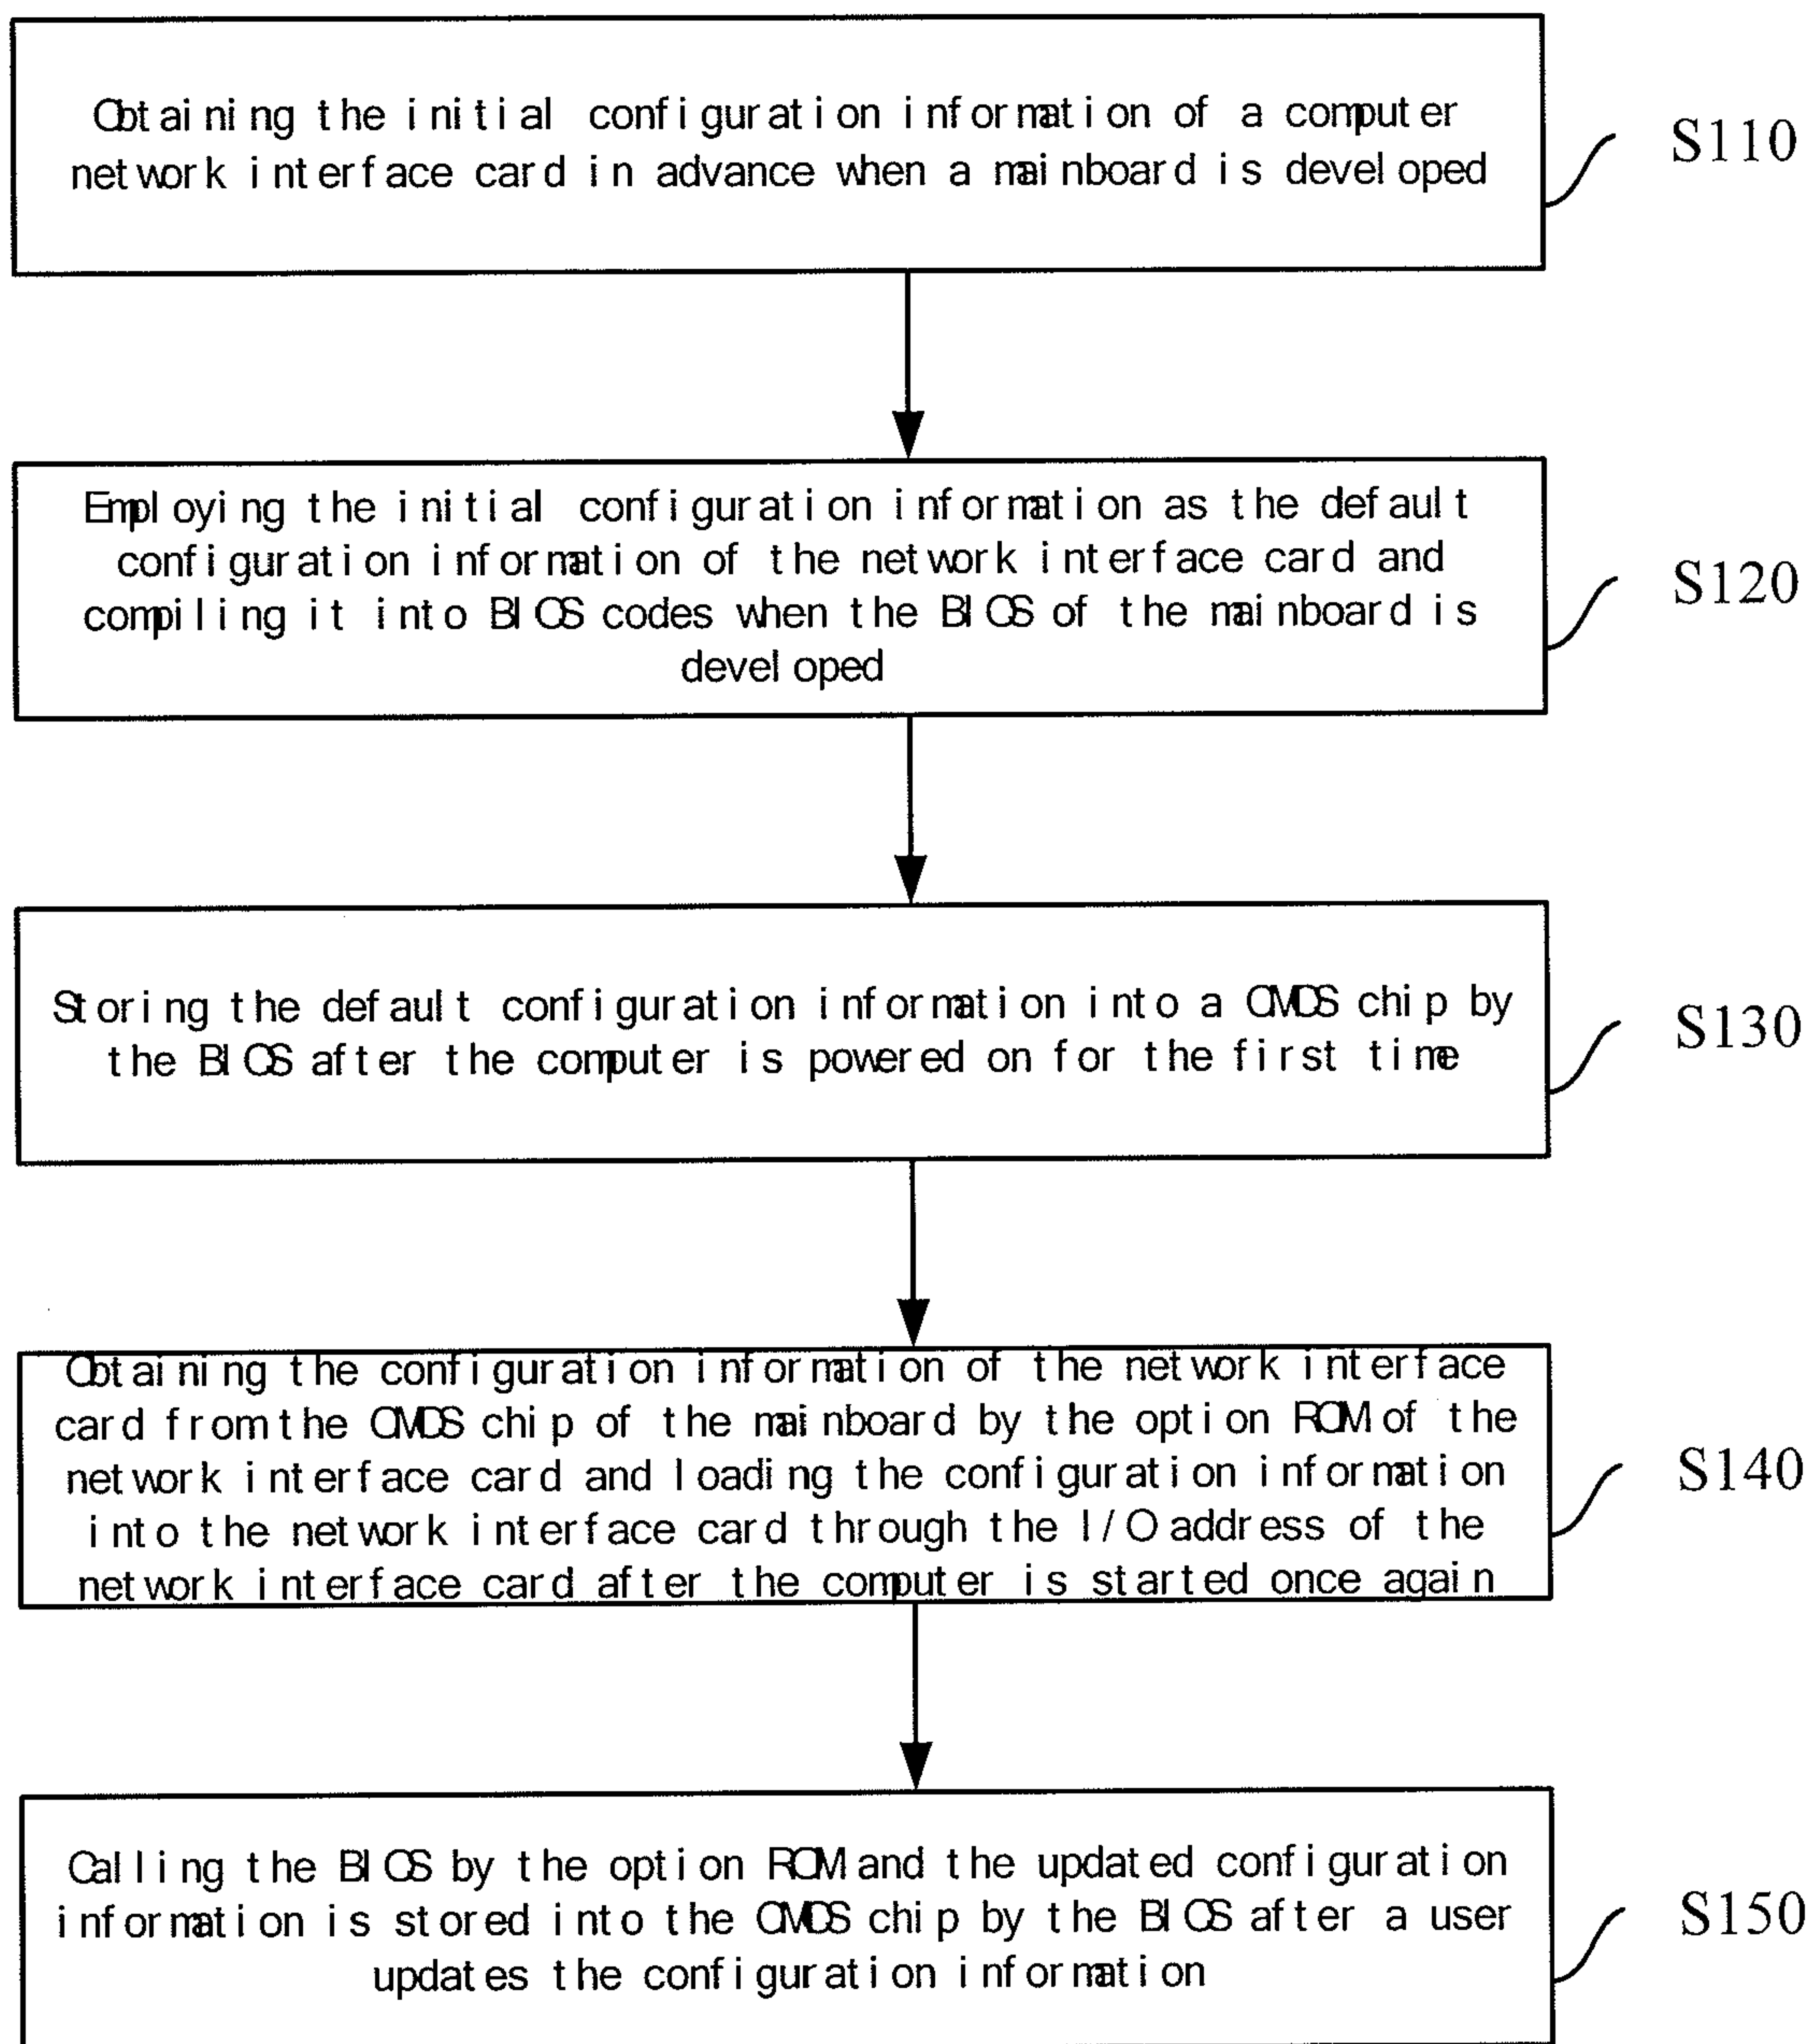 Obtaining the initial configuration information of a computer
network interface card in advance when a mainboard is developed
S110
Employing the initial configuration information as the default
configuration information of the network interface card and
compiling it into BIOS codes when the BIOS of the mainboard is
developed
S120
Storing the default configuration information into a CMOS chip by
the BIOS after the computer is powered on for the first time
S130
Obtaining the configuration information of the network interface
card from the CMOS chip of the mainboard by the option ROM of the
network interface card and loading the configuration information
into the network interface card through the I/O address of the
network interface card after the computer is started once again
S140
Calling the BIOS by the option ROM and the updated configuration
information is stored into the CMOS chip by the BIOS after a user
updates the configuration information
S150